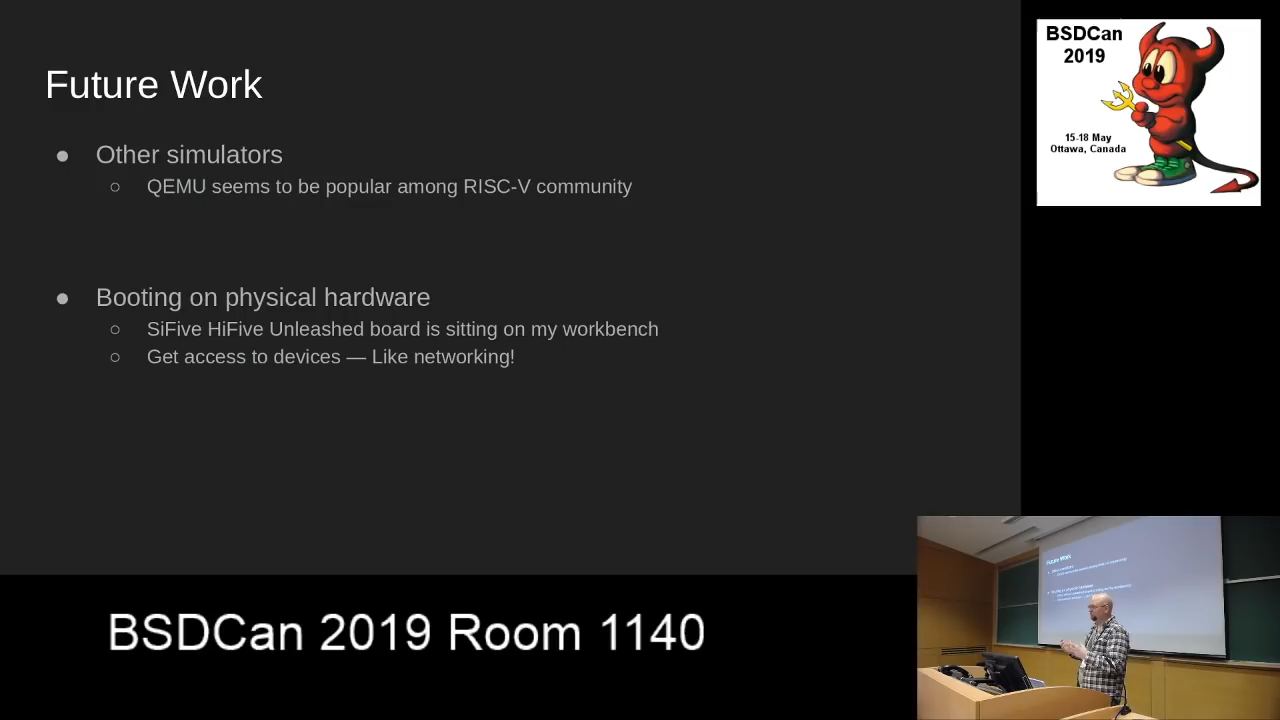 Future Work
● Other simulators
○ QEMU seems to be popular among RISC-V community
● Booting on physical hardware
○ SiFive HiFive Unleashed board is sitting on my workbench
○ Get access to devices — Like networking!
BSDCan
2019
15-18 May
Ottawa, Canada
BSDCan 2019 Room 1140
Future Work